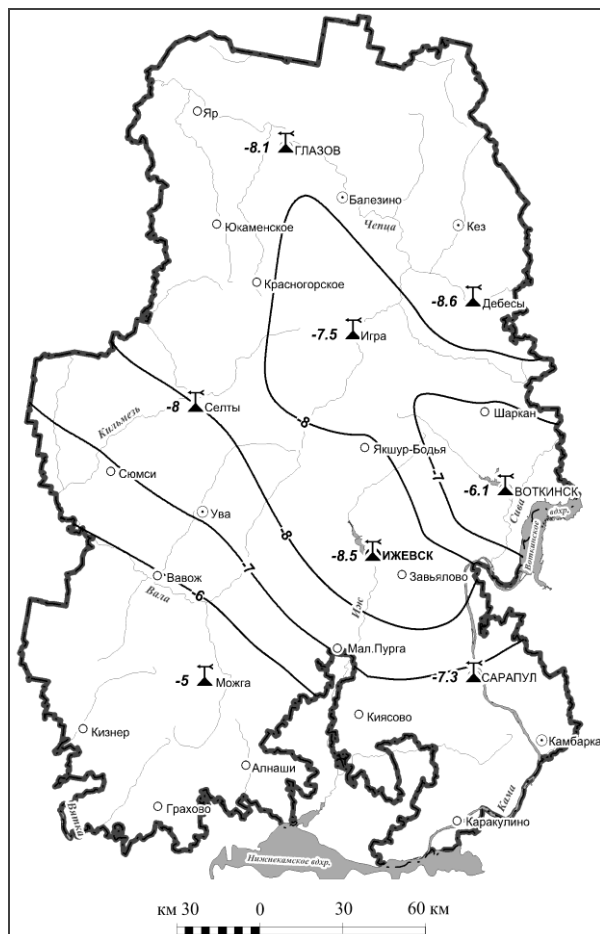 Яр
-8.1 ГЛАЗОВ
Балезино
Юкаменское
Чепца
Кез
Красногорское
-8.6 Дебесы
-7.5 Игра
-8 Селты
Шаркан
Кильмезь
-8
Якшур-Бодья
Сюмси
-7
-6.1 ВОТКИНСК
Сива
Воткинское
вдхр.
Ува
-8
-8.5 ИЖЕВСК
Вавож
-7
Завьялово
Вала
-6
Иж
Мал.Пурга
-5 Можга
-7.3 САРАПУЛ
Киясово
Кизнер
Камбарка
Алнаши
Вятка
Грахово
Кама
Каракулино
Нижнекамское вдхр.
км 30 0 30 60 км